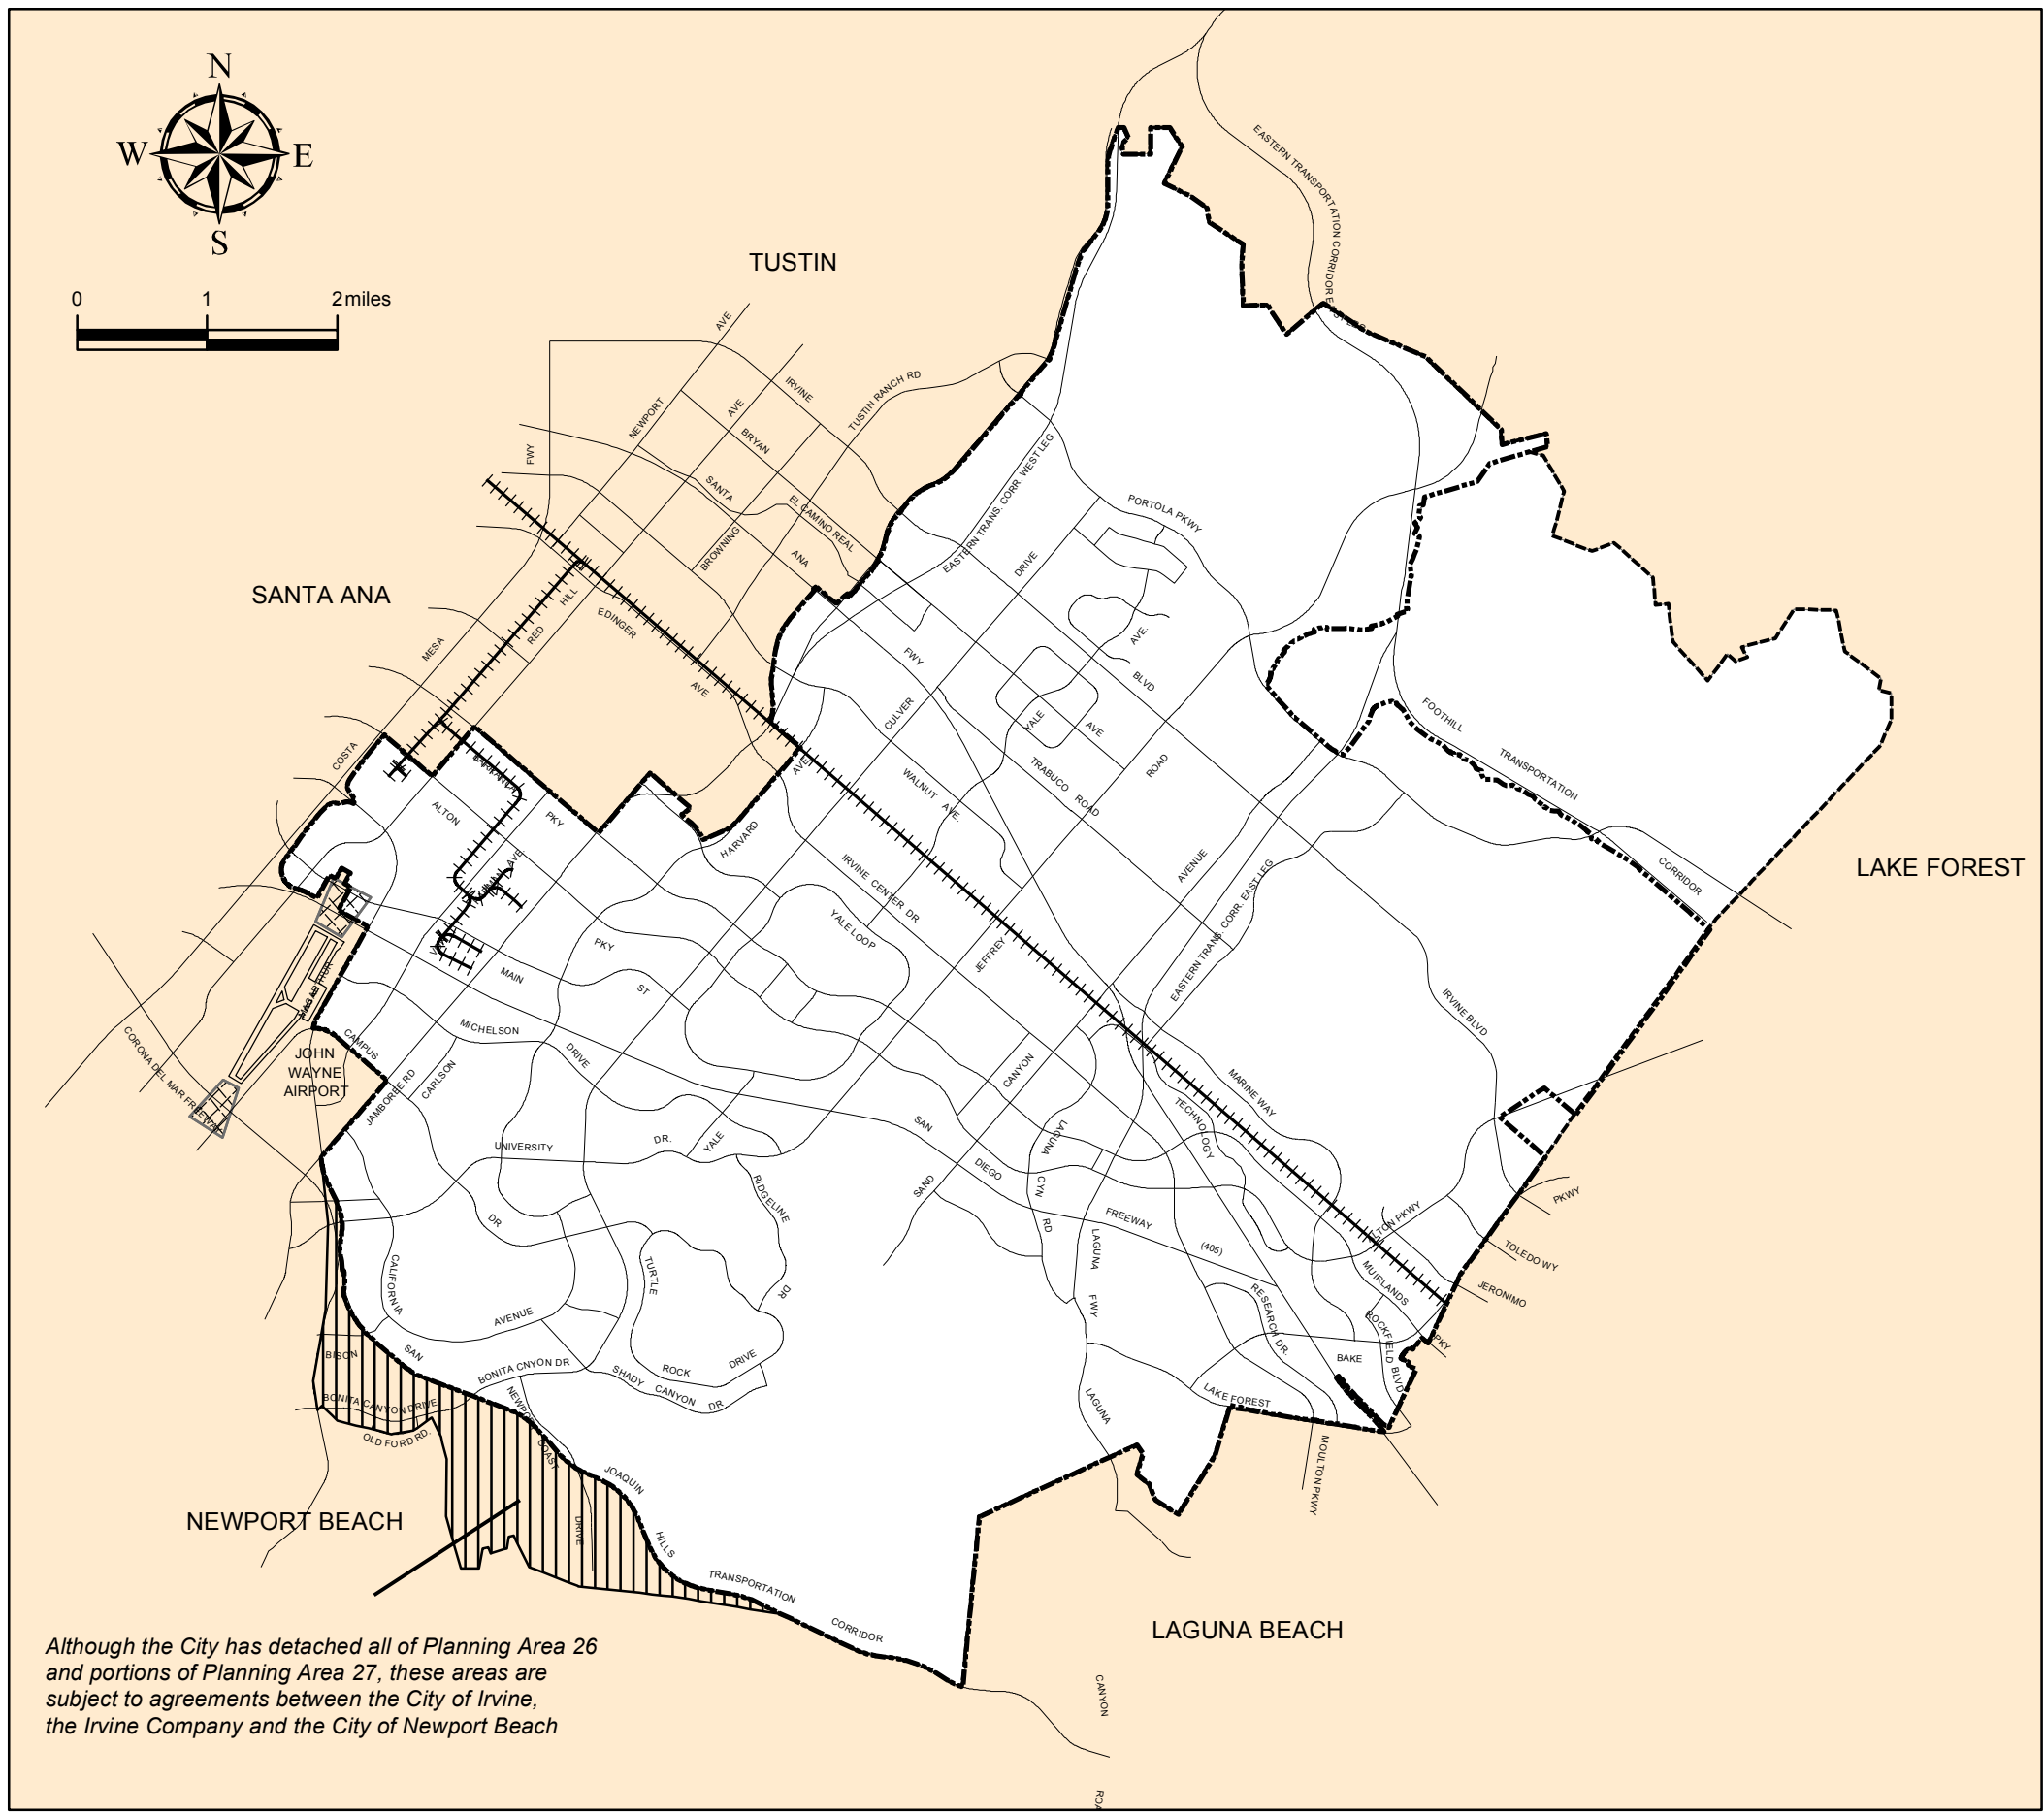 N
W
E
S
0 1 2 miles
TUSTIN
SANTA ANA
LAKE FOREST
NEWPORT BEACH
LAGUNA BEACH
JOHN
WAYNE
AIRPORT
EASTERN TRANSPORTATION CORRIDOR EAST LEG
AVE
NEWPORT
IRVINE
AVE
BRYAN
TUSTIN RANCH RD
FWY
SANTA
EL CAMINO REAL
ANA
BROWNING
EASTERN TRANS. CORR. WEST LEG
PORTOLA PKWY
DRIVE
HILL
RED
EDINGER
AVE
MESA
COSTA
FWY
AVE.
BLVD
CULVER
YALE
AVE
FOOTHILL
TRANSPORTATION
CORRIDOR
ROAD
TRABUCO
ROAD
WALNUT
AVE.
AVE
HARVARD
ALTON
PKY
AVE.
IRVINE CENTER DR.
YALE LOOP
AVENUE
EASTERN TRANS. CORR. EAST LEG
JEFFREY
PKY
MAIN
ST
IRVINE BLVD
MICHELSON
DRIVE
CAMPUS
CORONA DEL MAR FREEWAY
JAMBOREE RD
CARLSON
CANYON
SAND
MARINE WAY
TECHNOLOGY
SAN
DIEGO
FREEWAY
(405)
LAGUNA
CYN
RD
LAGUNA
FWY
UNIVERSITY
DR.
YALE
RIDGELINE
DR
DR
CALIFORNIA
TURTLE
ROCK
DRIVE
AVENUE
SHADY
CANYON
DR
BONITA CNYON DR
SAN
BISON
BONITA CANYON DRIVE
OLD FORD RD.
COAST
DRIVE
JOAQUIN
HILLS
TRANSPORTATION
CORRIDOR
PKWY
TOLEDO WY
JERONIMO
MUIRLANDS
PKY
ROCKFIELD BLVD
BAKE
RESEARCH DR.
LAKE FOREST
MOULTON PKWY
LAGUNA
CANYON
Although the City has detached all of Planning Area 26
and portions of Planning Area 27, these areas are
subject to agreements between the City of Irvine,
the Irvine Company and the City of Newport Beach